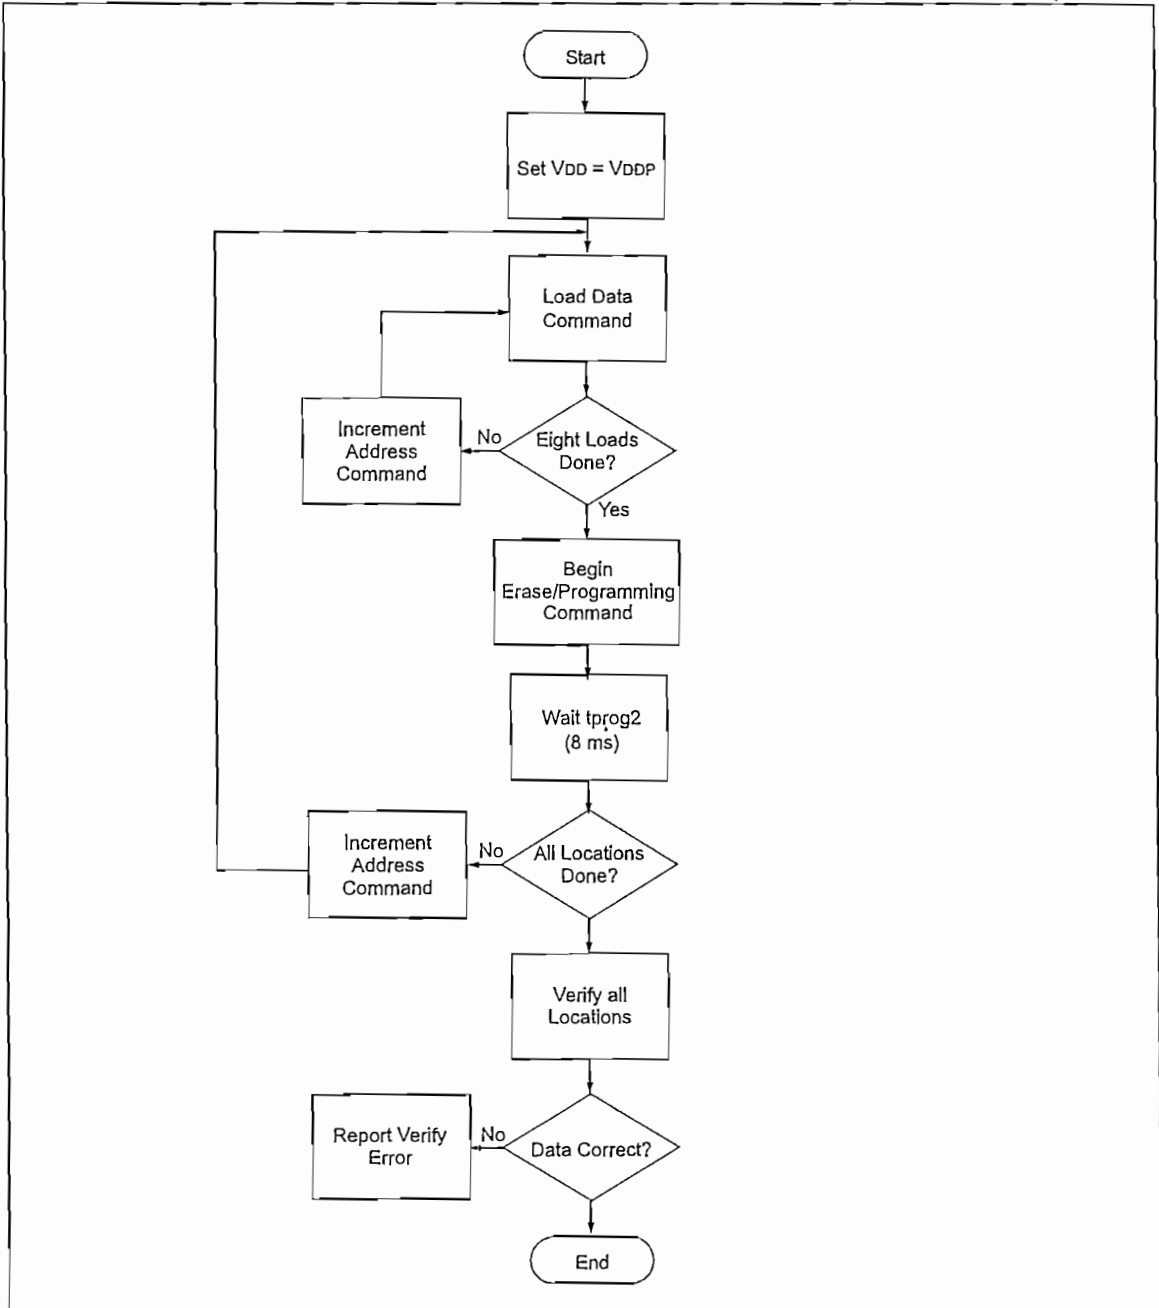 Start
Set VDD = VDDP
Load Data
Command
Increment
Address
Command
No
Eight Loads
Done?
Yes
Begin
Erase/Programming
Command
Wait tprog2
(8 ms)
Increment
Address
Command
No
All Locations
Done?
Verify all
Locations
Report Verify
Error
No
Data Correct?
End